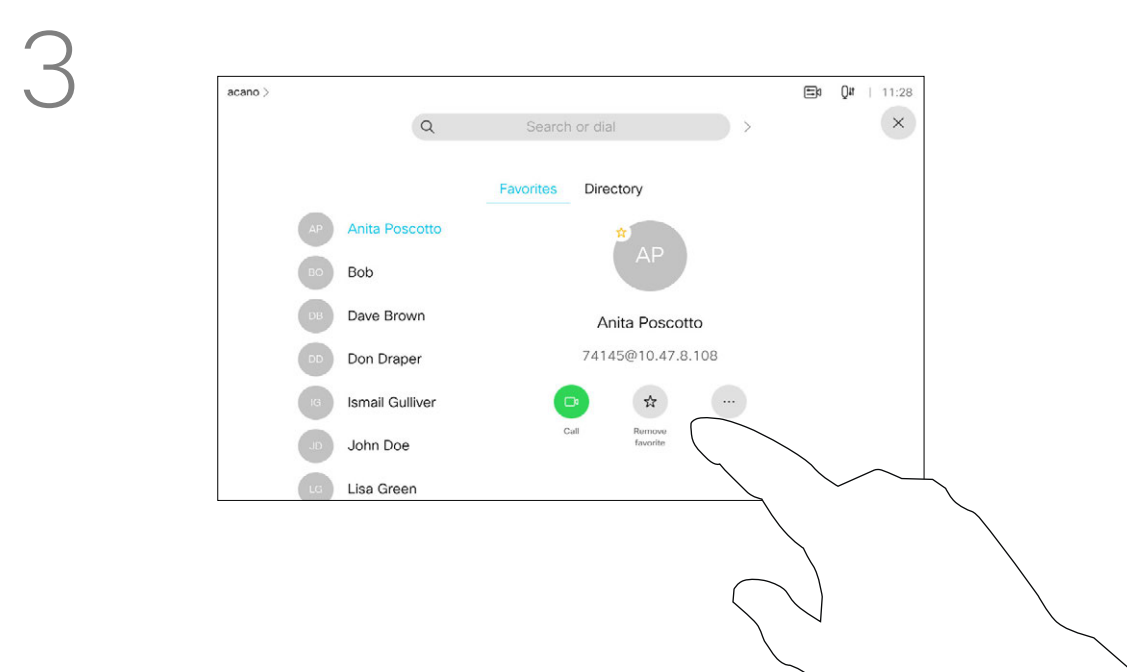 3
acano >
11:28
Search or dial
Favorites Directory
AP Anita Poscotto
BO Bob
DB Dave Brown
DD Don Draper
IG Ismail Gulliver
JD John Doe
LG Lisa Green
AP
Anita Poscotto
74145@10.47.8.108
...
Call
Remove
favorite